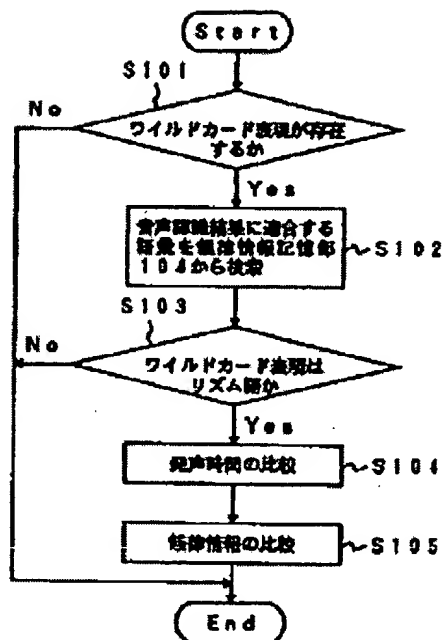 Start
S101
No
ワイルドカード表現が存在
するか
Yes
音声認識結果に適合する
語彙を韻律情報記憶部
104から検索
S102
S103
No
ワイルドカード表現は
リズム語か
Yes
発声時間の比較
S104
韻律情報の比較
S105
End